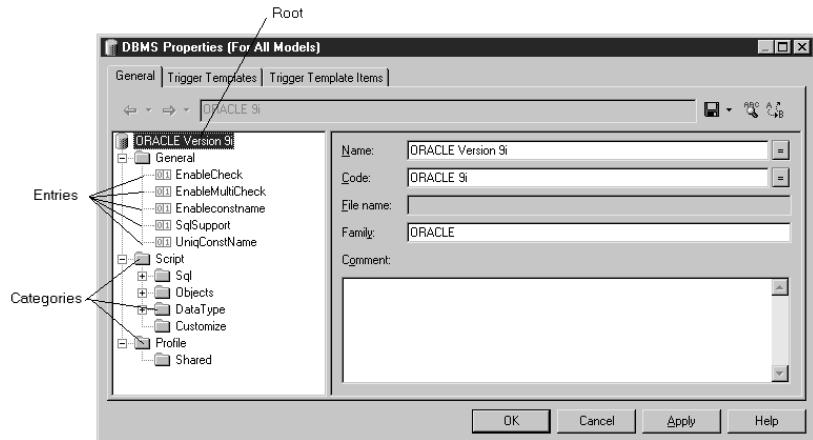 Root
DBMS Properties (For All Models)
General Trigger Templates Trigger Template Items
ORACLE 9i
ORACLE Version 9i
General
EnableCheck
EnableMultiCheck
Enableconstname
SqlSupport
UniqConstName
Script
Sql
Objects
DataType
Customize
Profile
Shared
Entries
Categories
Name: ORACLE Version 9i =
Code: ORACLE 9i =
File name:
Family: ORACLE
Comment:
OK Cancel Apply Help